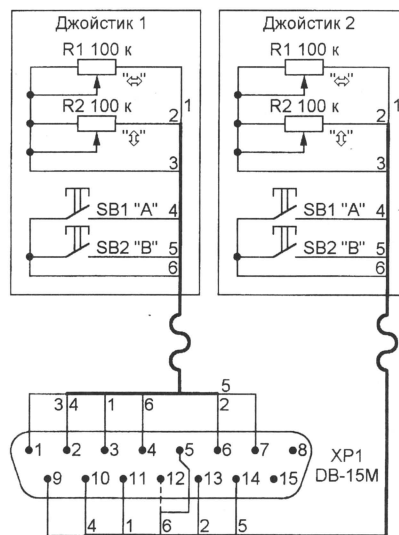 Джойстик 1 Джойстик 2
R1 100 к R1 100 к
"⇔" 1 "⇔" 1
R2 100 к 2 R2 100 к 2
"⇕" "⇕"
3 3
SB1 "А" 4 SB1 "А" 4
SB2 "В" 5 SB2 "В" 5
6 6
5
3 4 1 6 2
1 2 3 4 5 6 7 8
XP1
DB-15M
9 10 11 12 13 14 15
4 1 6 2 5